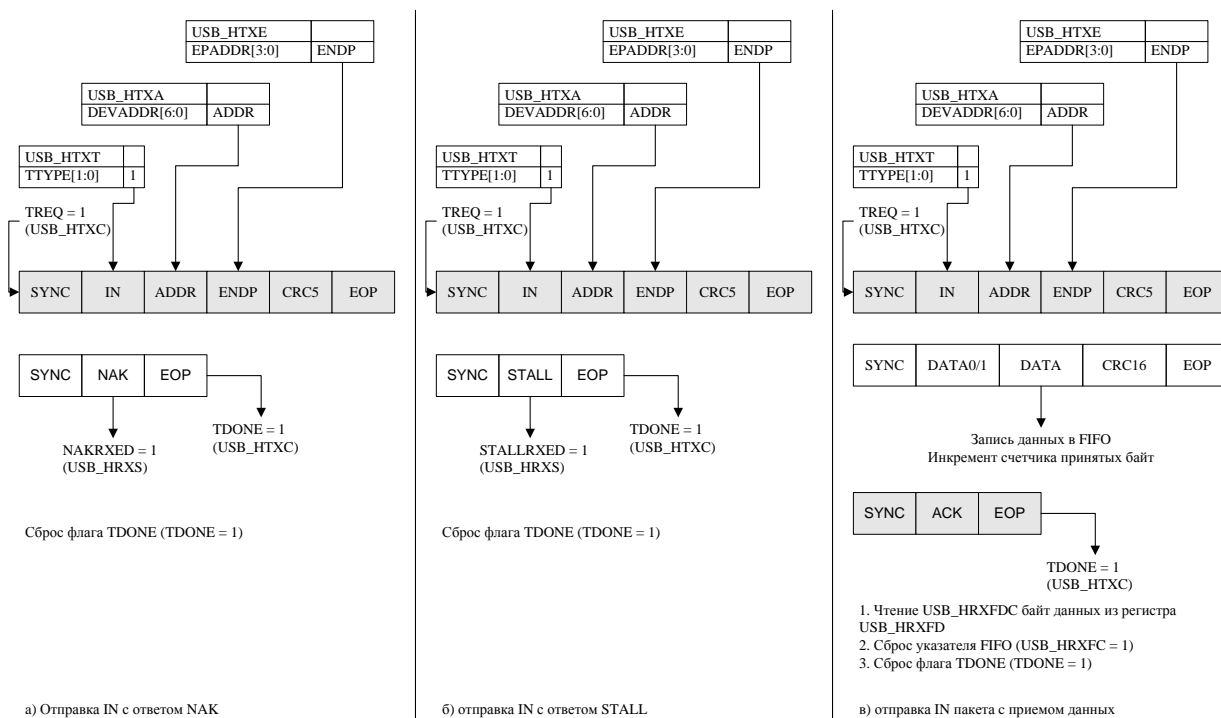 USB_HTXE
EPADDR[3:0] ENDP
USB_HTXA
DEVADDR[6:0] ADDR
USB_HTXT
TTYPE[1:0] 1
TREQ = 1
(USB_HTXC)
SYNC IN ADDR ENDP CRC5 EOP
SYNC NAK EOP
TDONE = 1
(USB_HTXC)
NAKRXED = 1
(USB_HRXS)
Сброс флага TDONE (TDONE = 1)
а) Отправка IN с ответом NAK
USB_HTXE
EPADDR[3:0] ENDP
USB_HTXA
DEVADDR[6:0] ADDR
USB_HTXT
TTYPE[1:0] 1
TREQ = 1
(USB_HTXC)
SYNC IN ADDR ENDP CRC5 EOP
SYNC STALL EOP
TDONE = 1
(USB_HTXC)
STALLRXED = 1
(USB_HRXS)
Сброс флага TDONE (TDONE = 1)
б) отправка IN с ответом STALL
USB_HTXE
EPADDR[3:0] ENDP
USB_HTXA
DEVADDR[6:0] ADDR
USB_HTXT
TTYPE[1:0] 1
TREQ = 1
(USB_HTXC)
SYNC IN ADDR ENDP CRC5 EOP
SYNC DATA0/1 DATA CRC16 EOP
Запись данных в FIFO
Инкремент счетчика принятых байт
SYNC ACK EOP
TDONE = 1
(USB_HTXC)
1. Чтение USB_HRXFDC байт данных из регистра
USB_HRXFD
2. Сброс указателя FIFO (USB_HRXFC = 1)
3. Сброс флага TDONE (TDONE = 1)
в) отправка IN пакета с приемом данных